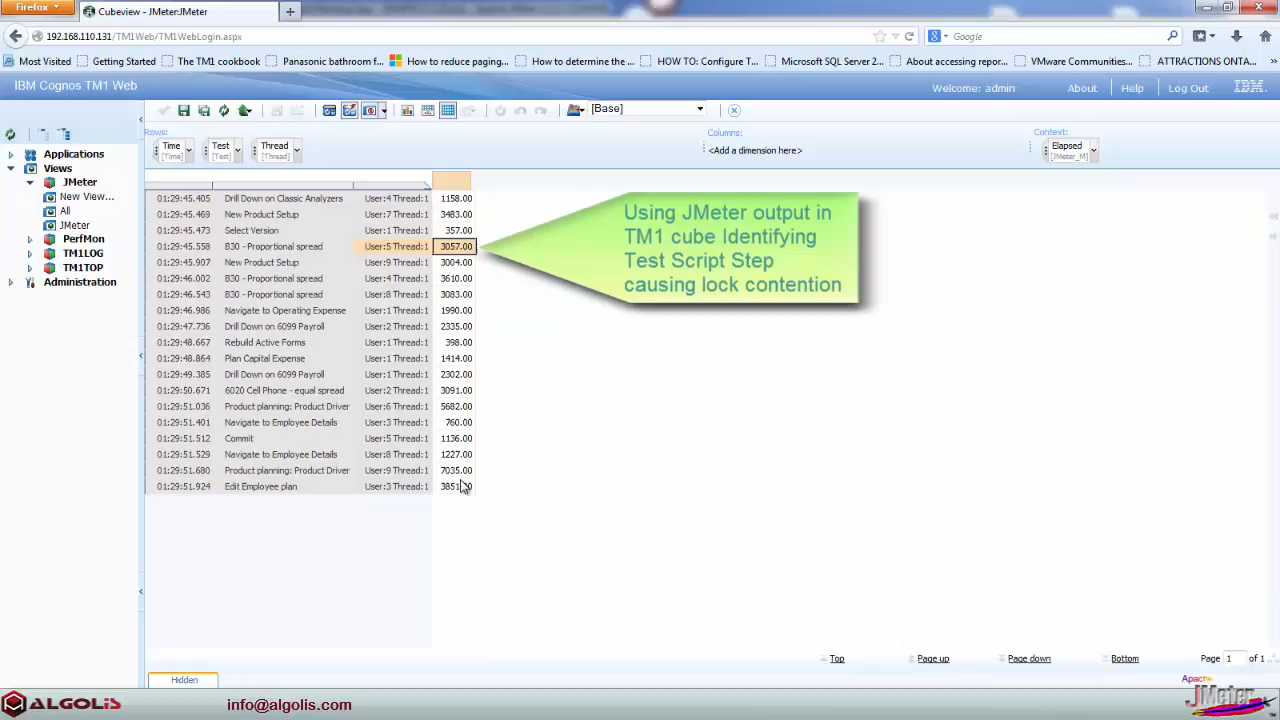 Firefox
Cubeview - JMeter:JMeter
192.168.110.131/TM1Web/TM1WebLogin.aspx
Google
Most Visited
Getting Started
The TM1 cookbook
Panasonic bathroom f...
How to reduce paging...
How to determine the ...
HOW TO: Configure T...
Microsoft SQL Server 2...
About accessing repor...
VMware Communities...
ATTRACTIONS ONTA...
IBM Cognos TM1 Web
Welcome: admin
About
Help
Log Out
IBM
[Base]
Rows:
Columns:
Context:
Time
[Time]
Test
[Test]
Thread
[Thread]
<Add a dimension here>
Elapsed
[JMeter_M]
Applications
Views
JMeter
New View...
All
JMeter
PerfMon
TM1LOG
TM1TOP
Administration
01:29:45.405 Drill Down on Classic Analyzers User:4 Thread:1 1158.00
01:29:45.469 New Product Setup User:7 Thread:1 3483.00
01:29:45.473 Select Version User:1 Thread:1 357.00
01:29:45.558 B30 - Proportional spread User:5 Thread:1 3057.00
01:29:45.907 New Product Setup User:9 Thread:1 3004.00
01:29:46.002 B30 - Proportional spread User:6 Thread:1 3610.00
01:29:46.543 B30 - Proportional spread User:8 Thread:1 3083.00
01:29:46.986 Navigate to Operating Expense User:1 Thread:1 1990.00
01:29:47.736 Drill Down on 6099 Payroll User:2 Thread:1 2335.00
01:29:48.667 Rebuild Active Forms User:3 Thread:1 398.00
01:29:48.864 Plan Capital Expense User:4 Thread:1 1414.00
01:29:49.385 Drill Down on 6099 Payroll User:1 Thread:1 2302.00
01:29:50.671 6020 Cell Phone - equal spread User:2 Thread:1 3091.00
01:29:51.036 Product planning: Product Driver User:6 Thread:1 5682.00
01:29:51.401 Navigate to Employee Details User:3 Thread:1 760.00
01:29:51.512 Commit User:5 Thread:1 1136.00
01:29:51.529 Navigate to Employee Details User:8 Thread:1 1227.00
01:29:51.680 Product planning: Product Driver User:9 Thread:1 7035.00
01:29:51.924 Edit Employee plan User:3 Thread:1 3851.00
Using JMeter output in
TM1 cube Identifying
Test Script Step
causing lock contention
Top
Page up
Page down
Bottom
Page 1 of 1
Hidden
ALGOLIS
info@algolis.com
Apache
JMeter